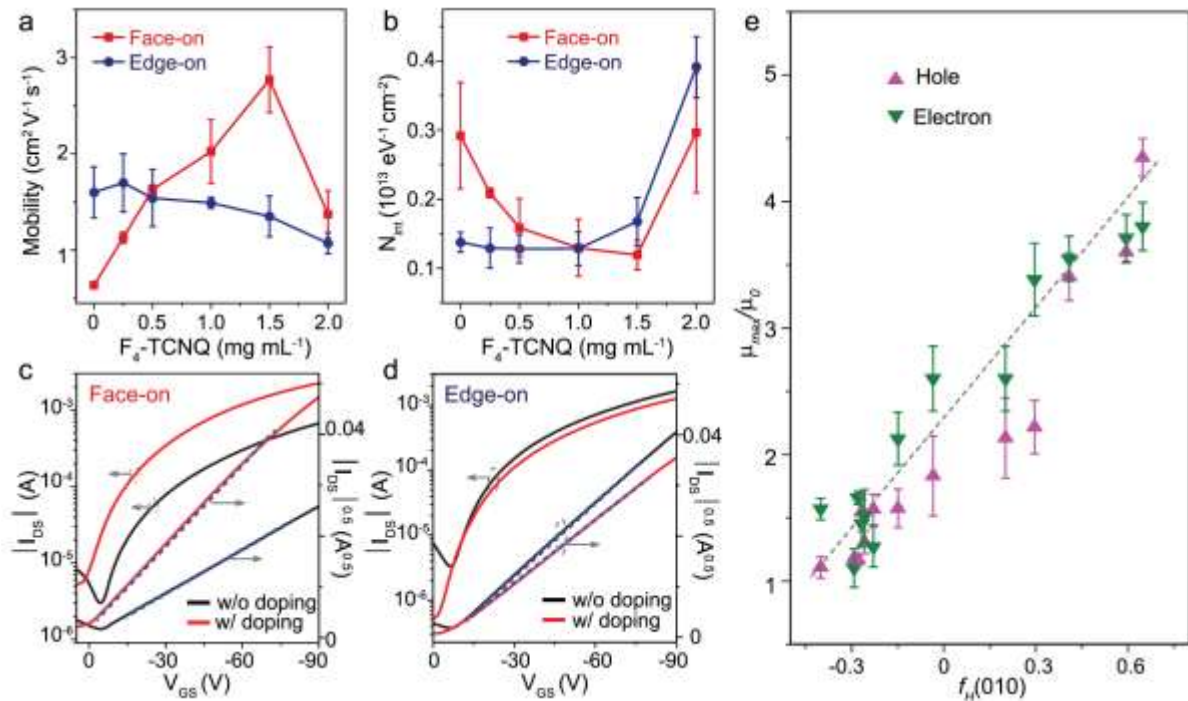 a
Face-on
Edge-on
Mobility (cm² V⁻¹ s⁻¹)
3
2
1
0 0.5 1.0 1.5 2.0
F₄-TCNQ (mg mL⁻¹)
b
Face-on
Edge-on
N_int (10¹³ eV⁻¹ cm⁻²)
0.4
0.3
0.2
0.1
0 0.5 1.0 1.5 2.0
F₄-TCNQ (mg mL⁻¹)
c
Face-on
|I_DS| (A)
10⁻³
10⁻⁴
10⁻⁵
10⁻⁶
0.04
0
|I_DS|^0.5 (A^0.5)
w/o doping
w/ doping
0 -30 -60 -90
V_GS (V)
d
Edge-on
|I_DS| (A)
10⁻³
10⁻⁴
10⁻⁵
10⁻⁶
0.04
0
|I_DS|^0.5 (A^0.5)
w/o doping
w/ doping
0 -30 -60 -90
V_GS (V)
e
Hole
Electron
μ_max/μ_0
5
4
3
2
1
-0.3 0 0.3 0.6
f_H(010)